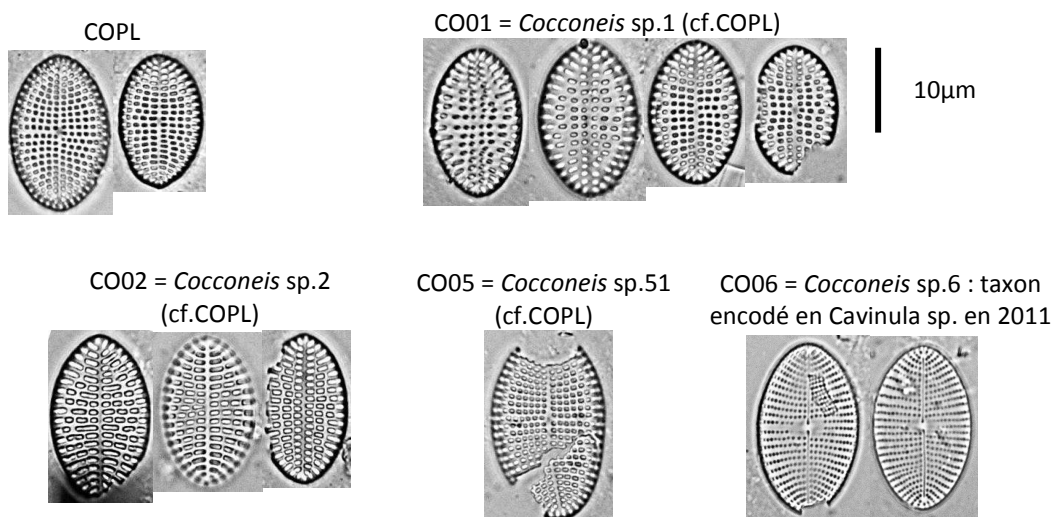 COPL
CO01 = Cocconeis sp.1 (cf.COPL)
10µm
CO02 = Cocconeis sp.2
(cf.COPL)
CO05 = Cocconeis sp.51
(cf.COPL)
CO06 = Cocconeis sp.6 : taxon
encodé en Cavinula sp. en 2011